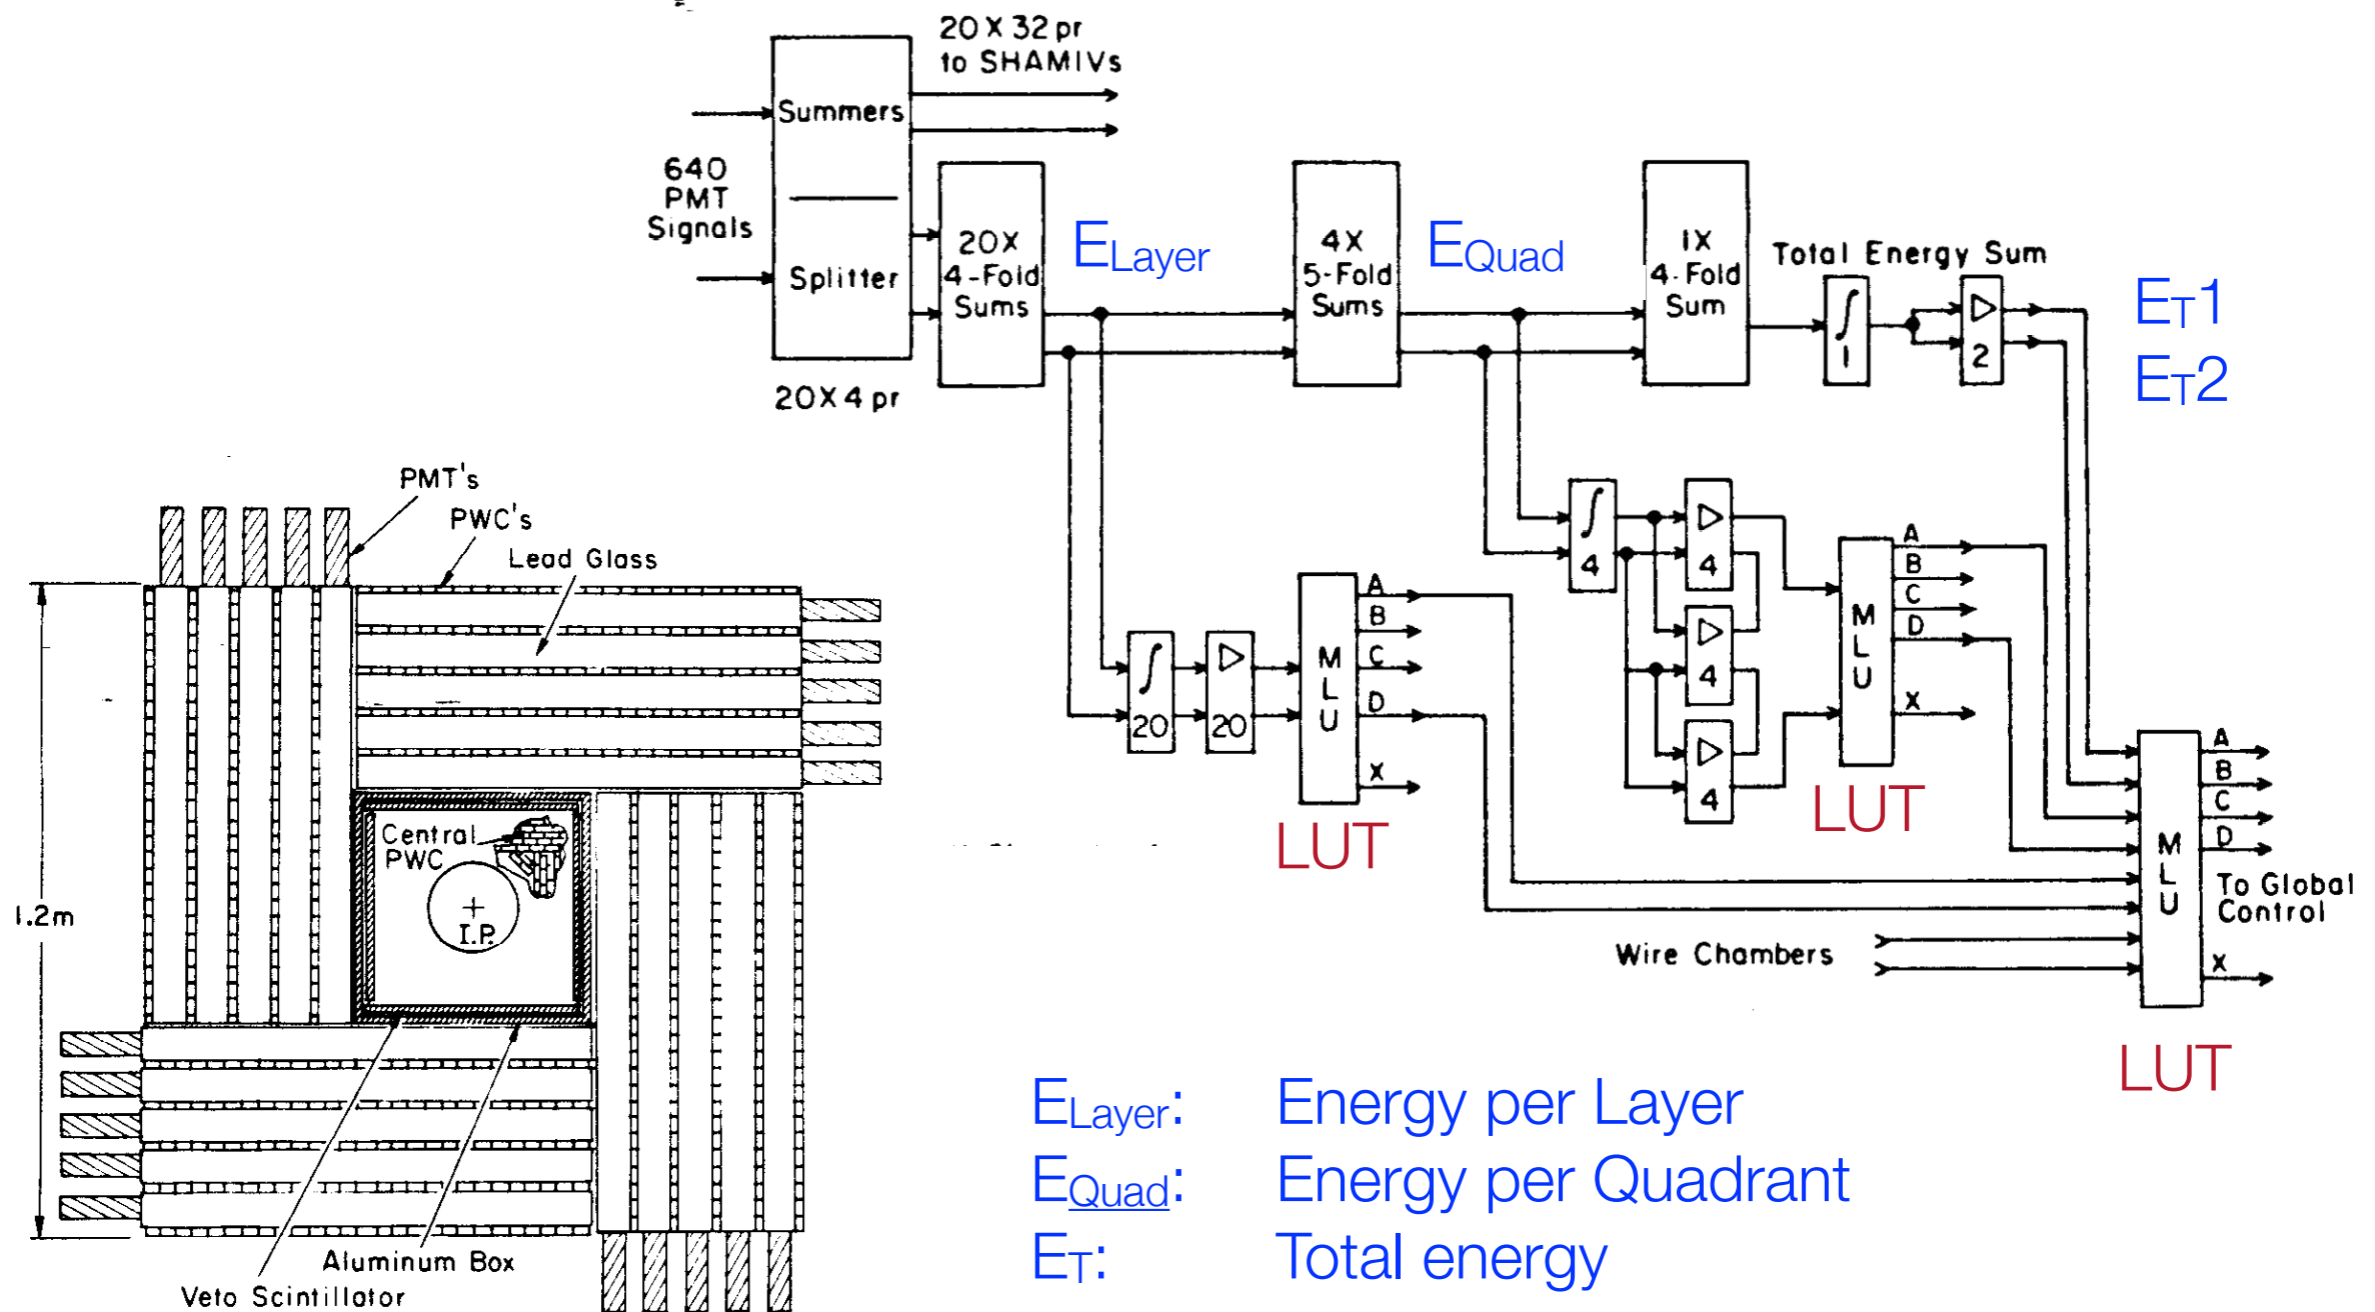 20 X 32 pr
to SHAMIVs
Summers
640
PMT
Signals
Splitter
20X4 pr
20X
4-Fold
Sums
ELayer
4X
5-Fold
Sums
EQuad
1X
4-Fold
Sum
Total Energy Sum
∫
1
▷
2
ET1
ET2
∫
4
▷
4
▷
4
▷
4
M
L
U
A
B
C
D
X
LUT
∫
20
▷
20
M
L
U
A
B
C
D
X
LUT
M
L
U
A
B
C
D
To Global
Control
X
Wire Chambers
LUT
PMT's
PWC's
Lead Glass
1.2m
Central
PWC
+
I.P.
Aluminum Box
Veto Scintillator
ELayer: Energy per Layer
EQuad: Energy per Quadrant
ET: Total energy